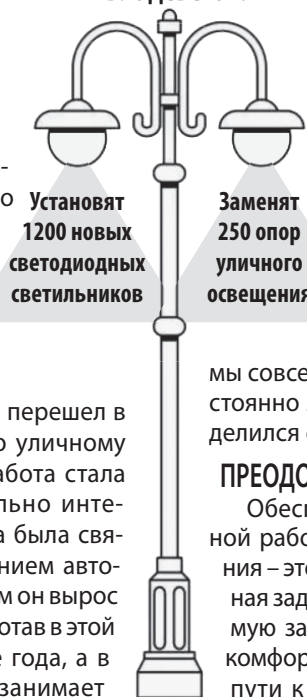 Установят
1200 новых
светодиодных
светильников
Заменят
250 опор
уличного
освещения
перешел в
о уличному
абота стала
льно инте-
а была свя-
нием авто-
м он вырос
отав в этой
е года, а в
занимает
мы совсе
стоянно
делился
ПРЕОДО
Обесп
ной рабо
ния – это
ная зад
мую за
комфор
пути к